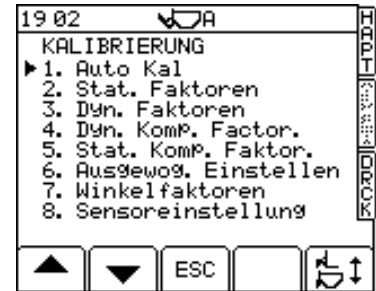 19 02 A
KALIBRIERUNG
1. Auto Kal
2. Stat. Faktoren
3. Dyn. Faktoren
4. Dyn. Komp. Factor.
5. Stat. Komp. Faktor.
6. Ausgewog. Einstellen
7. Winkelfaktoren
8. Sensoreinstellung
HAPT
DRCK
ESC